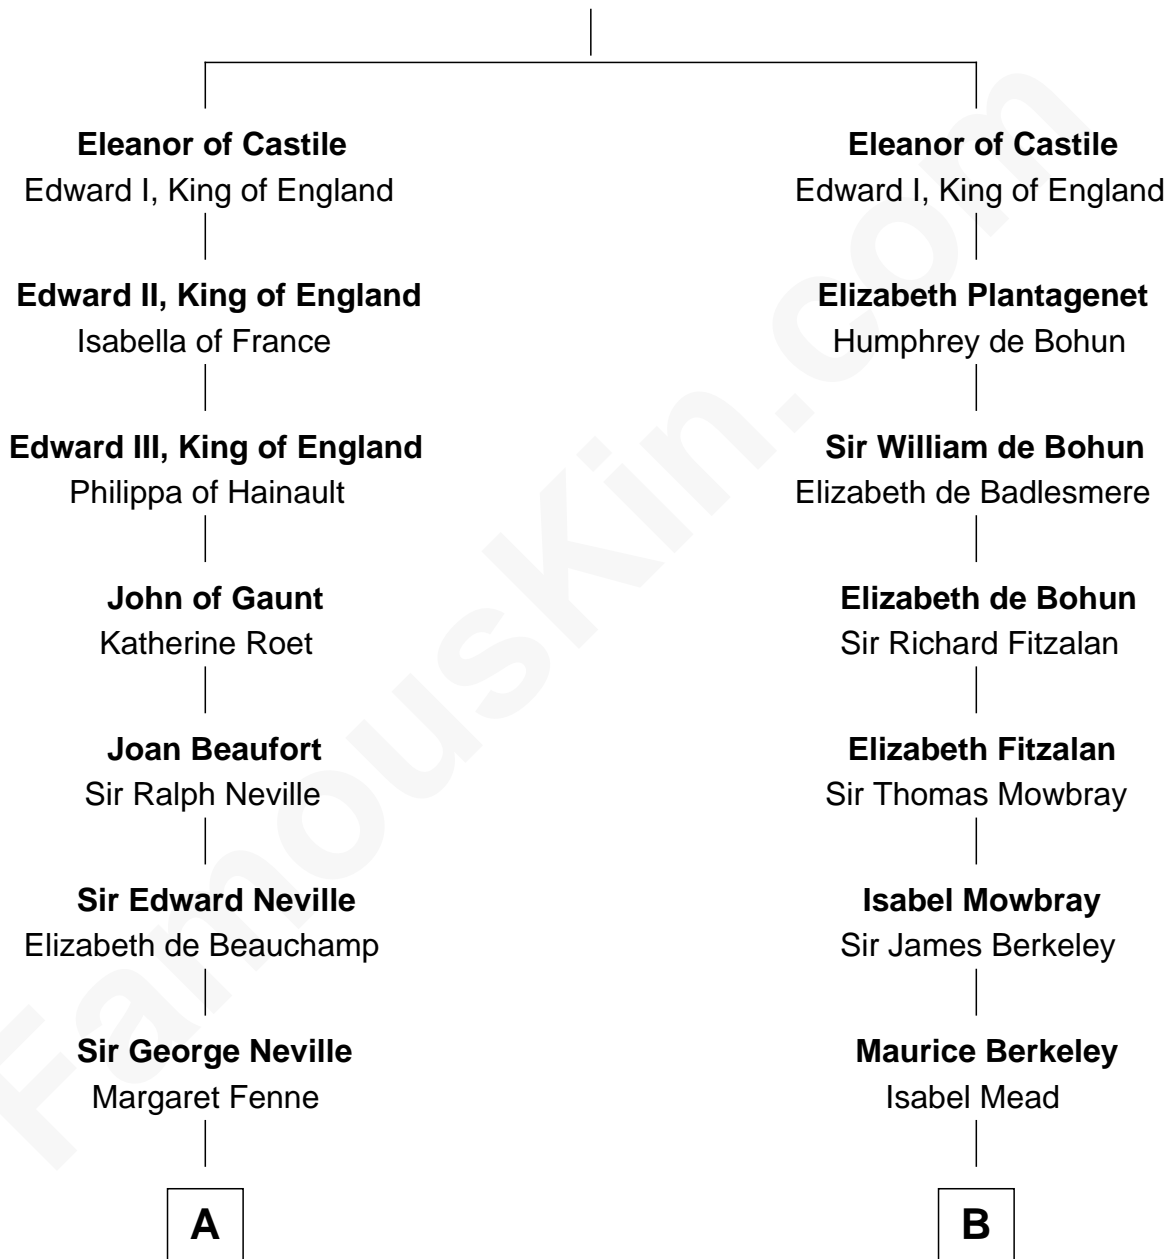 Eleanor of Castile
Edward I, King of England
Edward II, King of England
Isabella of France
Edward III, King of England
Philippa of Hainault
John of Gaunt
Katherine Roet
Joan Beaufort
Sir Ralph Neville
Sir Edward Neville
Elizabeth de Beauchamp
Sir George Neville
Margaret Fenne
A
Eleanor of Castile
Edward I, King of England
Elizabeth Plantagenet
Humphrey de Bohun
Sir William de Bohun
Elizabeth de Badlesmere
Elizabeth de Bohun
Sir Richard Fitzalan
Elizabeth Fitzalan
Sir Thomas Mowbray
Isabel Mowbray
Sir James Berkeley
Maurice Berkeley
Isabel Mead
B
FamousKin.com